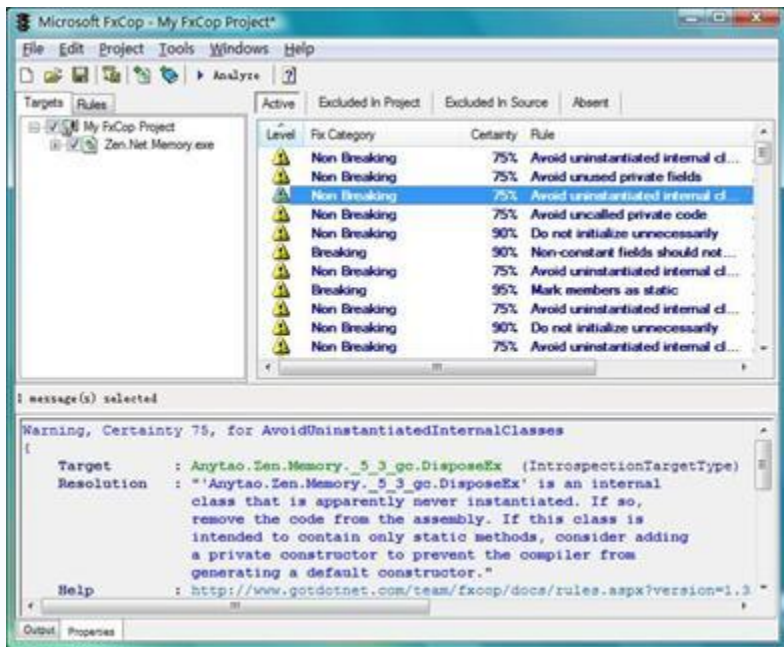 Microsoft FxCop - My FxCop Project*
File Edit Project Tools Windows Help
Analyze
Targets Rules
My FxCop Project
Zen.Net.Memory.exe
Active Excluded In Project Excluded In Source Absent
Level Fix Category Certainty Rule
Non Breaking 75% Avoid uninstantiated internal cl...
Non Breaking 75% Avoid unused private fields
Non Breaking 75% Avoid uninstantiated internal cl...
Non Breaking 75% Avoid uncalled private code
Non Breaking 90% Do not initialize unnecessarily
Breaking 90% Non-constant fields should not...
Non Breaking 75% Avoid uninstantiated internal cl...
Breaking 95% Mark members as static
Non Breaking 75% Avoid uninstantiated internal cl...
Non Breaking 90% Do not initialize unnecessarily
Non Breaking 75% Avoid uninstantiated internal cl...
1 message(s) selected
Warning, Certainty 75, for AvoidUninstantiatedInternalClasses
{
Target : Anytao.Zen.Memory._5_3_gc.DisposeEx (IntrospectionTargetType)
Resolution : "'Anytao.Zen.Memory._5_3_gc.DisposeEx' is an internal
class that is apparently never instantiated. If so,
remove the code from the assembly. If this class is
intended to contain only static methods, consider adding
a private constructor to prevent the compiler from
generating a default constructor."
Help : http://www.gotdotnet.com/team/fxcop/docs/rules.aspx?version=1.3
Output Properties